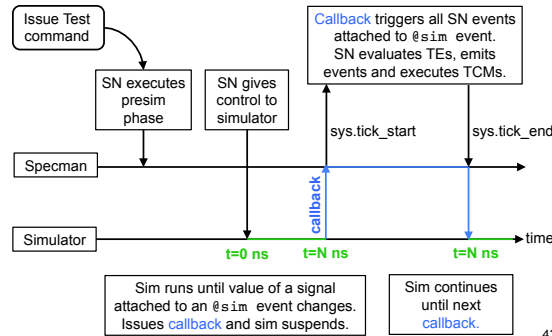 Issue Test
command
Callback triggers all SN events
attached to @sim event.
SN evaluates TEs, emits
events and executes TCMs.
SN executes
presim
phase
SN gives
control to
simulator
sys.tick_start
sys.tick_end
Specman
callback
Simulator
time
t=0 ns
t=N ns
t=N ns
Sim runs until value of a signal
attached to an @sim event changes.
Issues callback and sim suspends.
Sim continues
until next
callback.